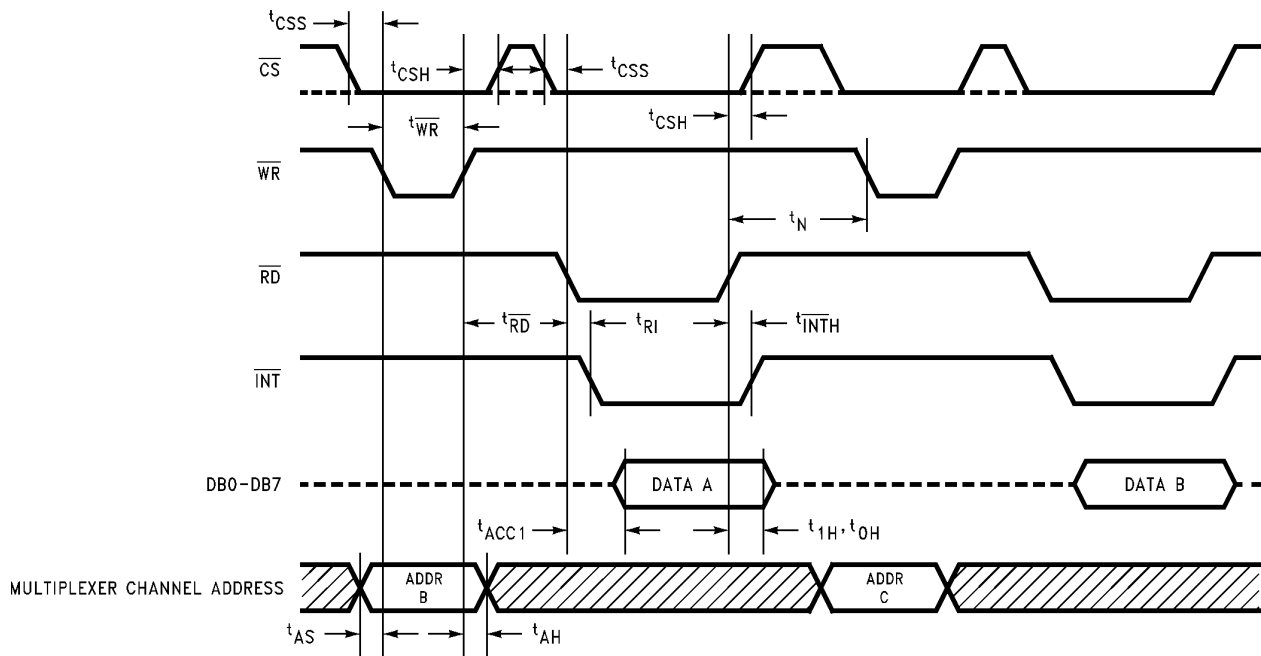 tCSS
CS
tCSH
tCSS
tCSH
tWR
WR
tN
RD
tRD
tRI
tINTH
INT
DB0-DB7
DATA A
DATA B
tACC1
t1H, t0H
MULTIPLEXER CHANNEL ADDRESS
ADDR
B
ADDR
C
tAS
tAH